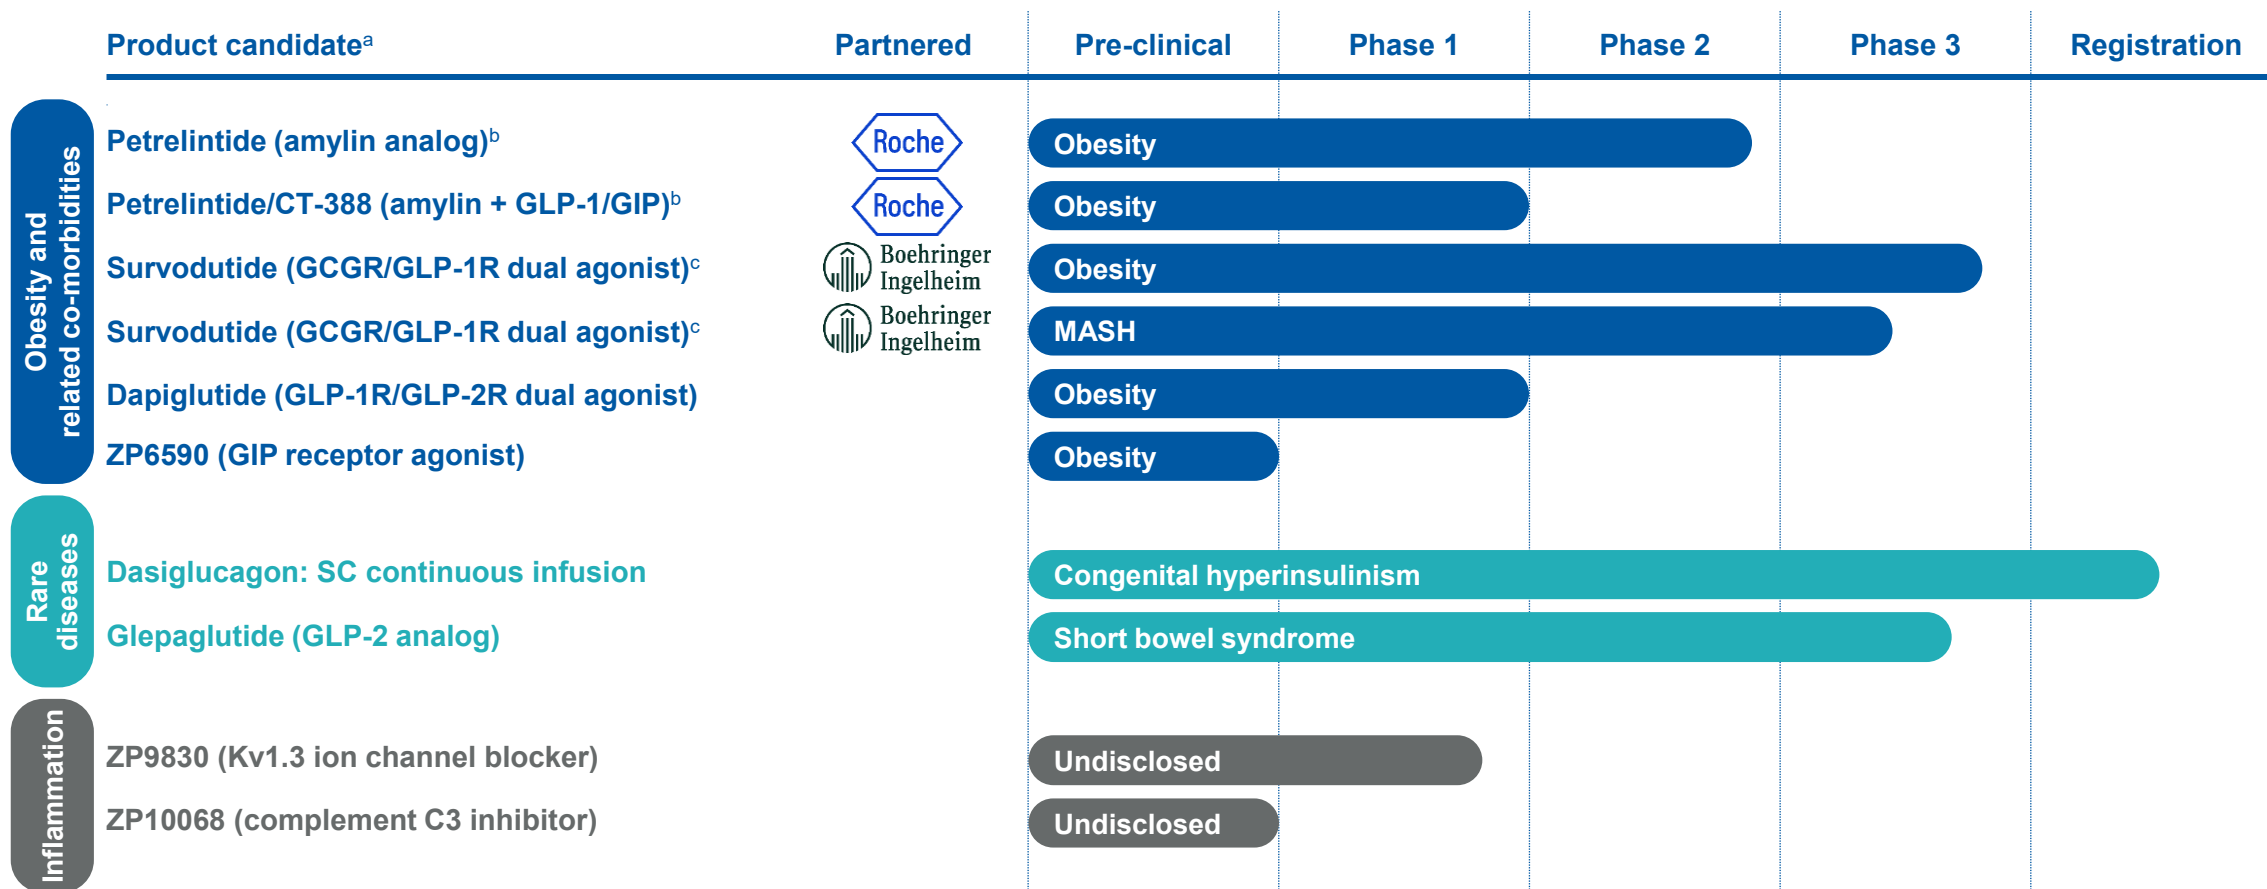 Product candidateᵃ Partnered Pre-clinical Phase 1 Phase 2 Phase 3 Registration
Obesity and
related co-morbidities
Petrelintide (amylin analog)ᵇ Roche Obesity
Petrelintide/CT-388 (amylin + GLP-1/GIP)ᵇ Roche Obesity
Survodutide (GCGR/GLP-1R dual agonist)ᶜ Boehringer Ingelheim Obesity
Survodutide (GCGR/GLP-1R dual agonist)ᶜ Boehringer Ingelheim MASH
Dapiglutide (GLP-1R/GLP-2R dual agonist) Obesity
ZP6590 (GIP receptor agonist) Obesity
Rare
diseases
Dasiglucagon: SC continuous infusion Congenital hyperinsulinism
Glepaglutide (GLP-2 analog) Short bowel syndrome
Inflammation
ZP9830 (Kv1.3 ion channel blocker) Undisclosed
ZP10068 (complement C3 inhibitor) Undisclosed